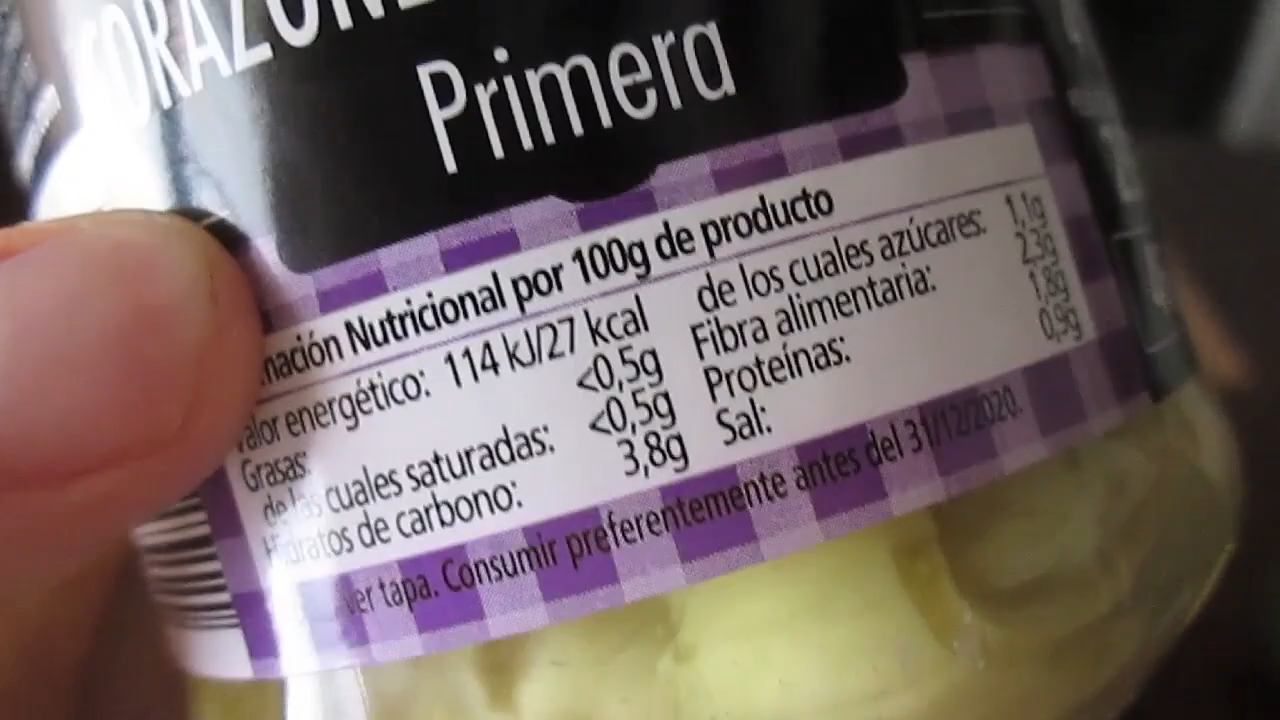 CORAZONE
Primera
mación Nutricional por 100g de producto
Valor energético: 114 kJ/27 kcal
Grasas: <0,5g
de las cuales saturadas: <0,5g
Hidratos de carbono: 3,8g
de los cuales azúcares: 1,1g
Fibra alimentaria: 2,3g
Proteínas: 1,8g
Sal: 0,9g
Ver tapa. Consumir preferentemente antes del 31/12/2020.